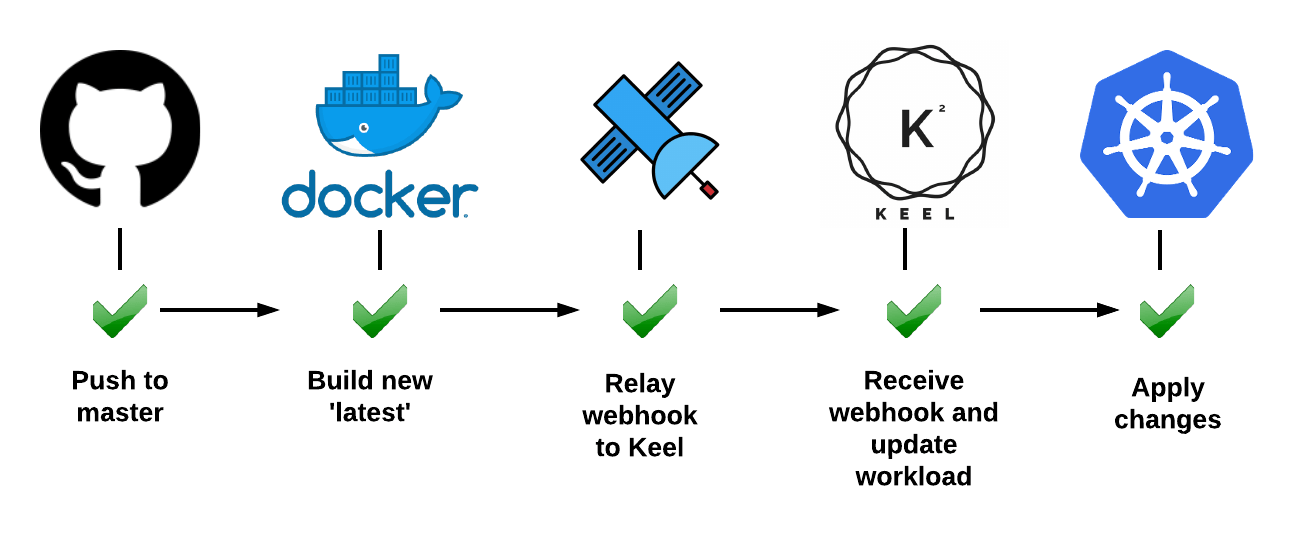 docker
K²
KEEL
Push to
master
Build new
'latest'
Relay
webhook
to Keel
Receive
webhook and
update
workload
Apply
changes